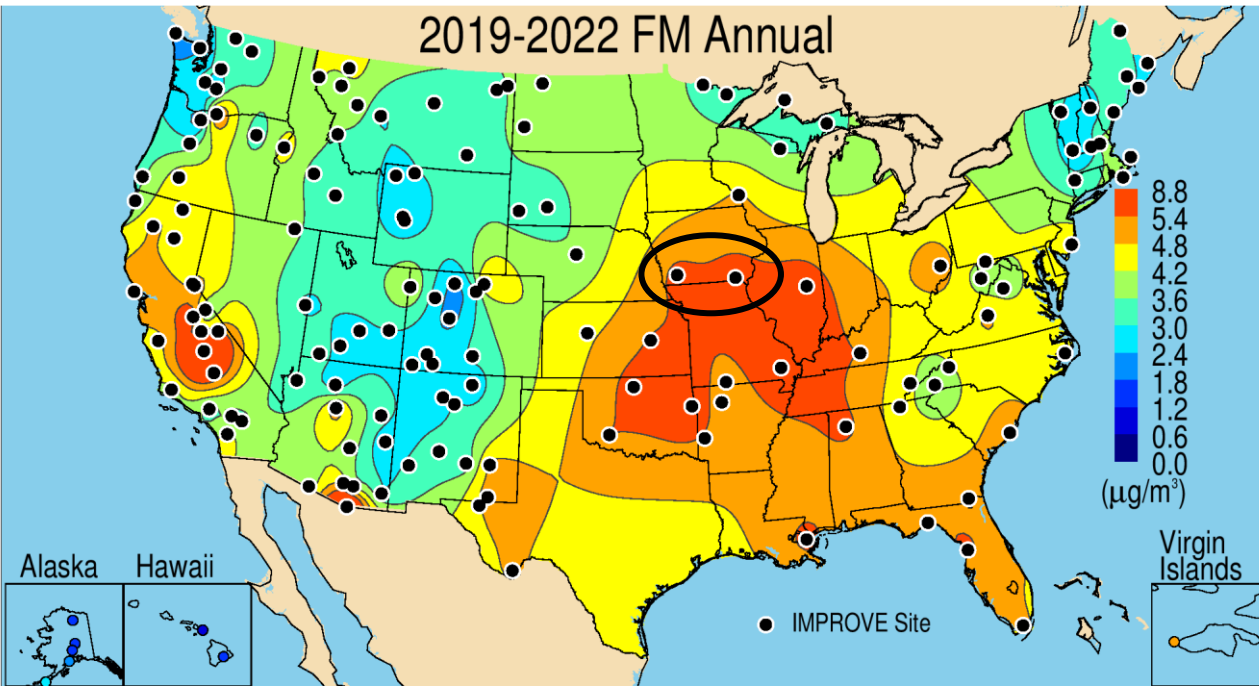 2019-2022 FM Annual
8.8
5.4
4.8
4.2
3.6
3.0
2.4
1.8
1.2
0.6
0.0
(μg/m³)
Alaska
Hawaii
IMPROVE Site
Virgin
Islands